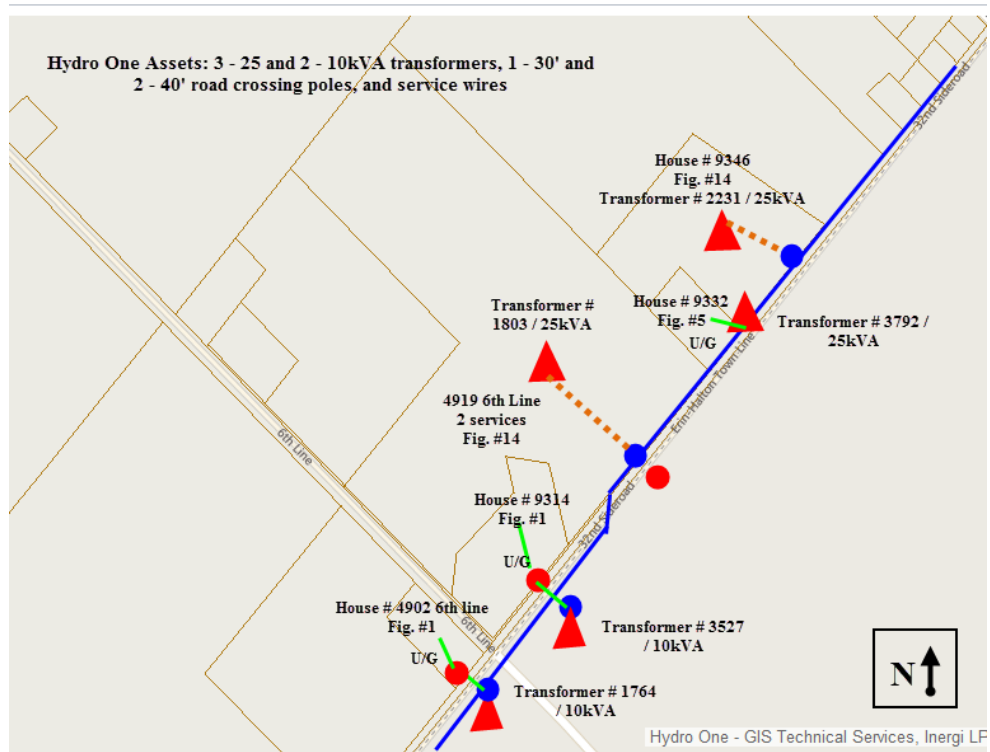 Hydro One Assets: 3 - 25 and 2 - 10kVA transformers, 1 - 30' and
2 - 40' road crossing poles, and service wires
32nd Sideroad
House # 9346
Fig. #14
Transformer # 2231 / 25kVA
House # 9332
Fig. #5
U/G
Transformer # 3792 /
25kVA
Erin-Halton Town Line
Transformer #
1803 / 25kVA
4919 6th Line
2 services
Fig. #14
6th Line
House # 9314
Fig. #1
U/G
32nd Sideroad
House # 4902 6th line
Fig. #1
U/G
6th Line
Transformer # 3527
/ 10kVA
Transformer # 1764
/ 10kVA
N
Hydro One - GIS Technical Services, Inergi LP